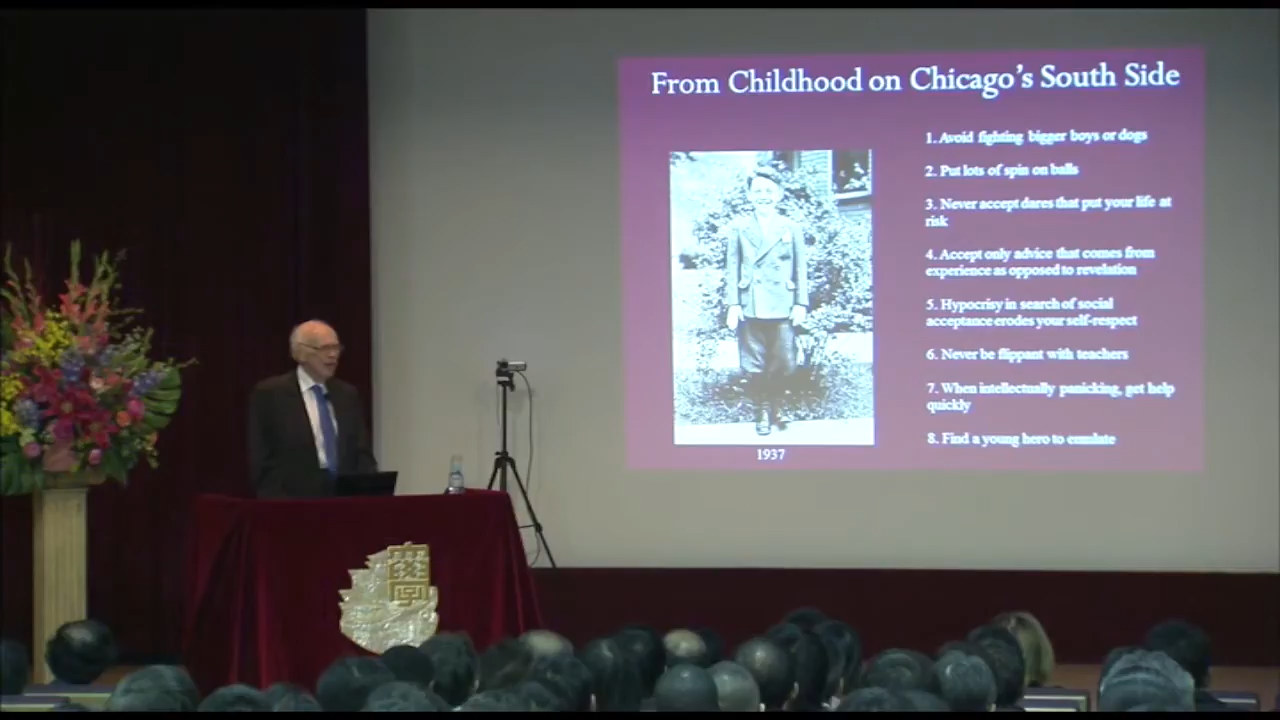 From Childhood on Chicago's South Side
1. Avoid fighting bigger boys or dogs
2. Put lots of spin on balls
3. Never accept dares that put your life at
risk
4. Accept only advice that comes from
experience as opposed to revelation
5. Hypocrisy in search of social
acceptance erodes your self-respect
6. Never be flippant with teachers
7. When intellectually panicking, get help
quickly
8. Find a young hero to emulate
1937